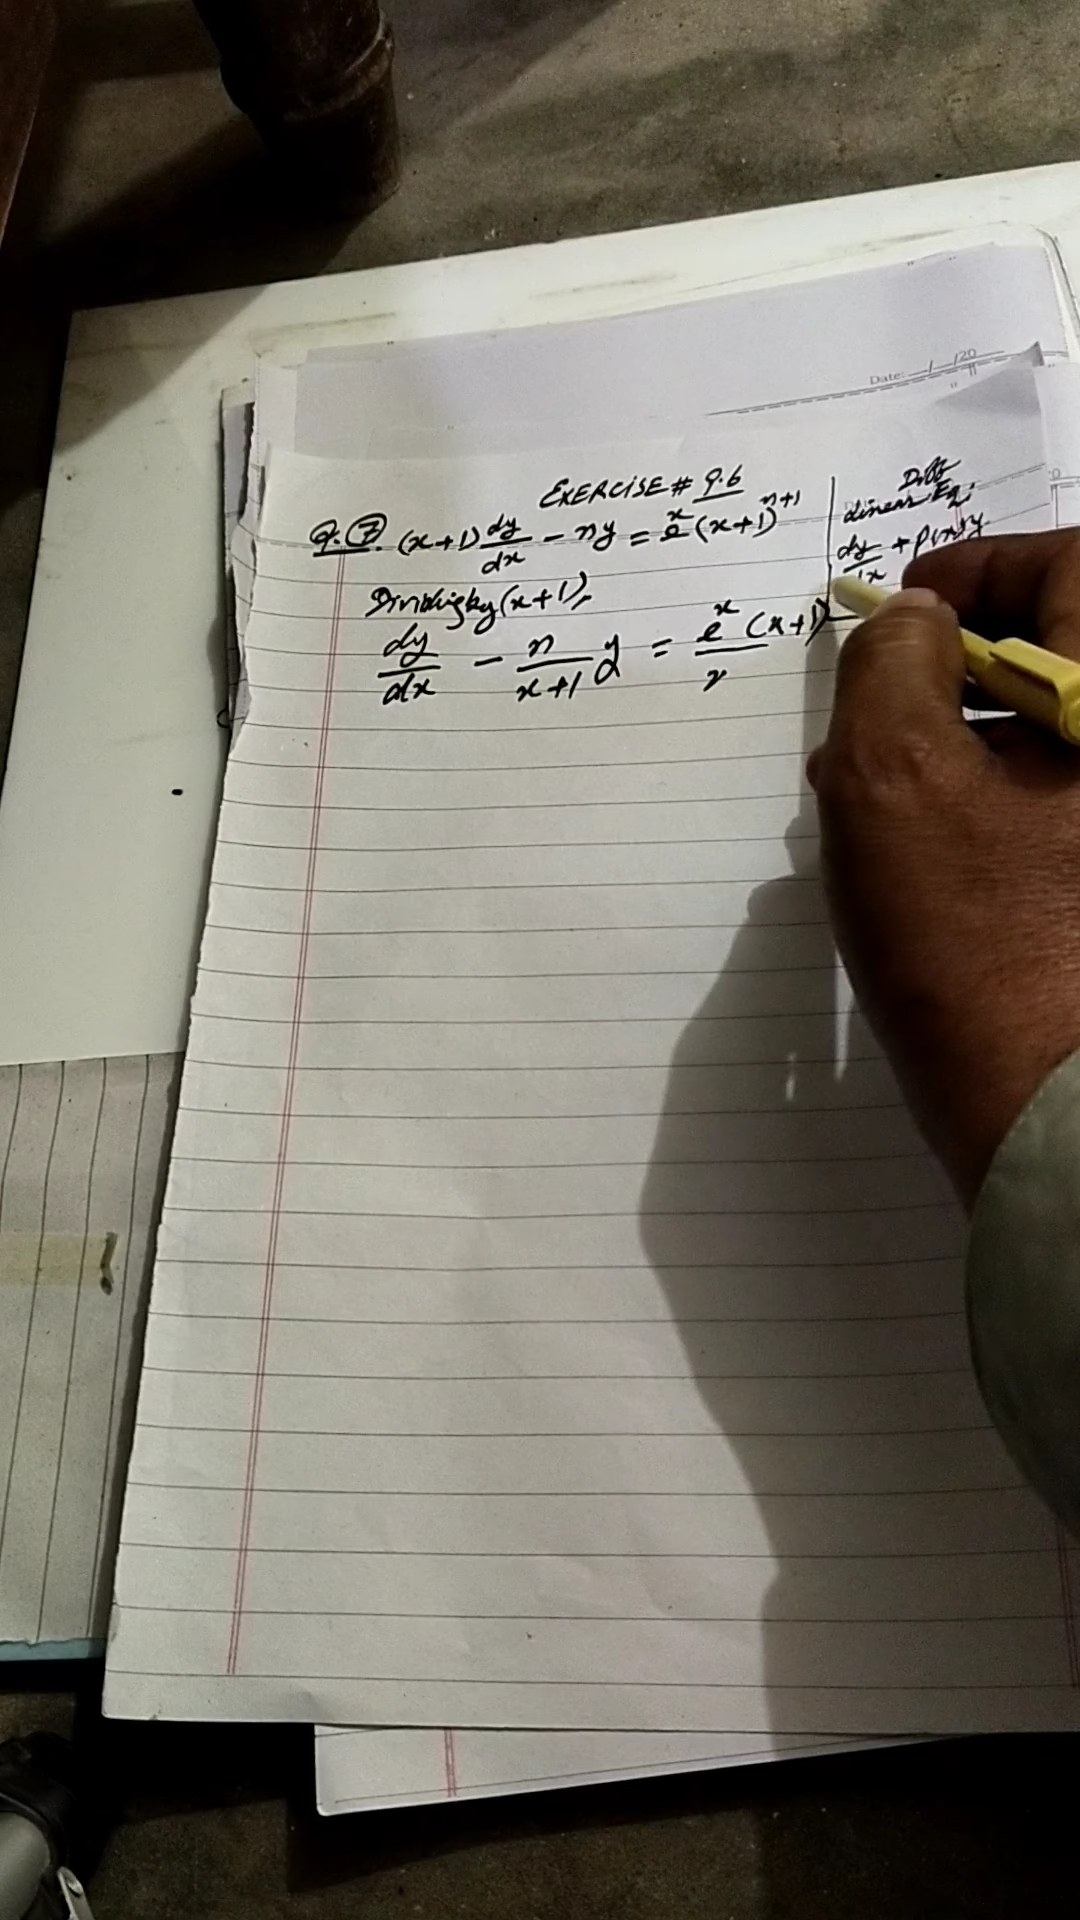 Date: / /20
EXERCISE # 9.6
Q.7. (x+1) dy/dx - ny = e^x (x+1)^n+1
Dividing by (x+1),
dy/dx - n/x+1 y = e^x (x+1)
Diff
Linear Eq.
dy/dx + P(x)y